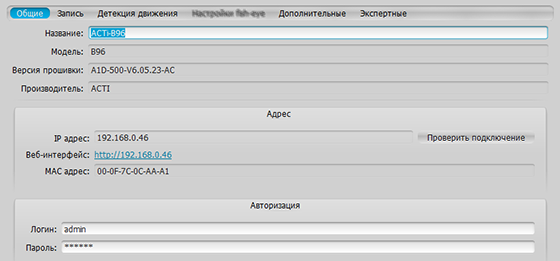 Общие Запись Детекция движения Настройки fish-eye Дополнительные Экспертные
Название: ACTi-B96
Модель: B96
Версия прошивки: A1D-500-V6.05.23-AC
Производитель: ACTI
Адрес
IP адрес: 192.168.0.46 Проверить подключение
Веб-интерфейс: http://192.168.0.46
MAC адрес: 00-0F-7C-0C-AA-A1
Авторизация
Логин: admin
Пароль: ******